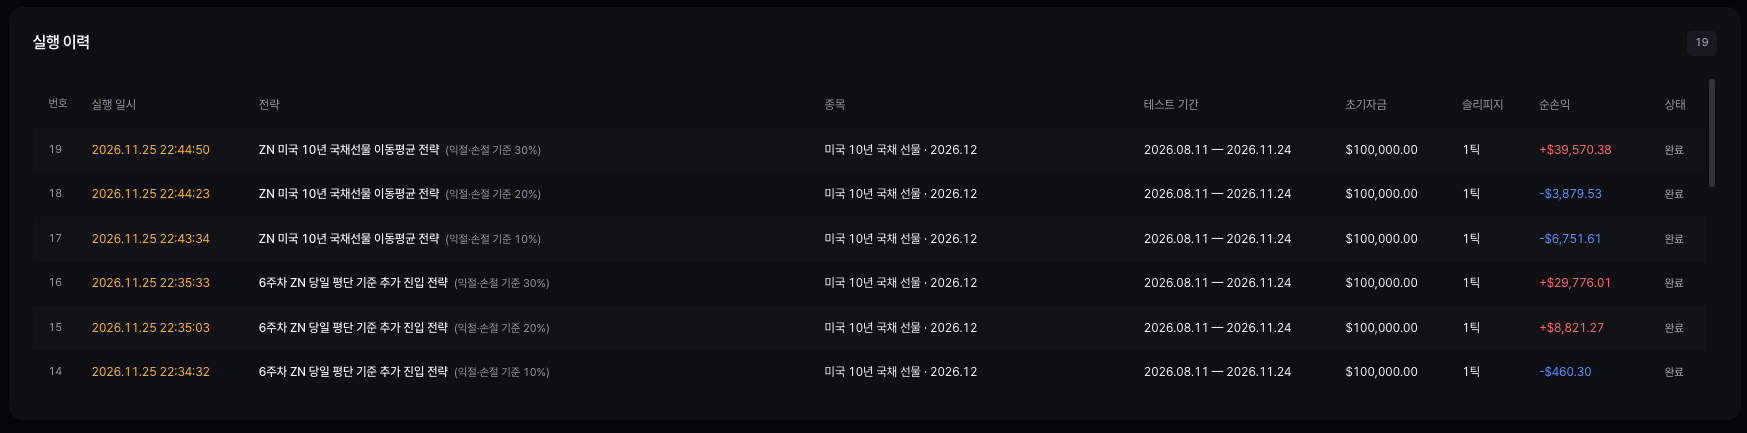 실행 이력
19
번호 실행 일시 전략 종목 테스트 기간 초기자금 슬리피지 순손익 상태
19 2026.11.25 22:44:50 ZN 미국 10년 국채선물 이동평균 전략 (익절·손절 기준 30%) 미국 10년 국채 선물 · 2026.12 2026.08.11 — 2026.11.24 $100,000.00 1틱 +$39,570.38 완료
18 2026.11.25 22:44:23 ZN 미국 10년 국채선물 이동평균 전략 (익절·손절 기준 20%) 미국 10년 국채 선물 · 2026.12 2026.08.11 — 2026.11.24 $100,000.00 1틱 -$3,879.53 완료
17 2026.11.25 22:43:34 ZN 미국 10년 국채선물 이동평균 전략 (익절·손절 기준 10%) 미국 10년 국채 선물 · 2026.12 2026.08.11 — 2026.11.24 $100,000.00 1틱 -$6,751.61 완료
16 2026.11.25 22:35:33 6주차 ZN 당일 평단 기준 추가 진입 전략 (익절·손절 기준 30%) 미국 10년 국채 선물 · 2026.12 2026.08.11 — 2026.11.24 $100,000.00 1틱 +$29,776.01 완료
15 2026.11.25 22:35:03 6주차 ZN 당일 평단 기준 추가 진입 전략 (익절·손절 기준 20%) 미국 10년 국채 선물 · 2026.12 2026.08.11 — 2026.11.24 $100,000.00 1틱 +$8,821.27 완료
14 2026.11.25 22:34:32 6주차 ZN 당일 평단 기준 추가 진입 전략 (익절·손절 기준 10%) 미국 10년 국채 선물 · 2026.12 2026.08.11 — 2026.11.24 $100,000.00 1틱 -$460.30 완료